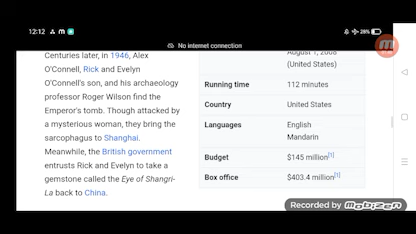 12:12
28%
No internet connection
Centuries later, in 1946, Alex
O'Connell, Rick and Evelyn
O'Connell's son, and his archaeology
professor Roger Wilson find the
Emperor's tomb. Though attacked by
a mysterious woman, they bring the
sarcophagus to Shanghai.
Meanwhile, the British government
entrusts Rick and Evelyn to take a
gemstone called the Eye of Shangri-
La back to China.
August 1, 2008
(United States)
Running time 112 minutes
Country United States
Languages English
Mandarin
Budget $145 million[1]
Box office $403.4 million[1]
Recorded by Mobizen